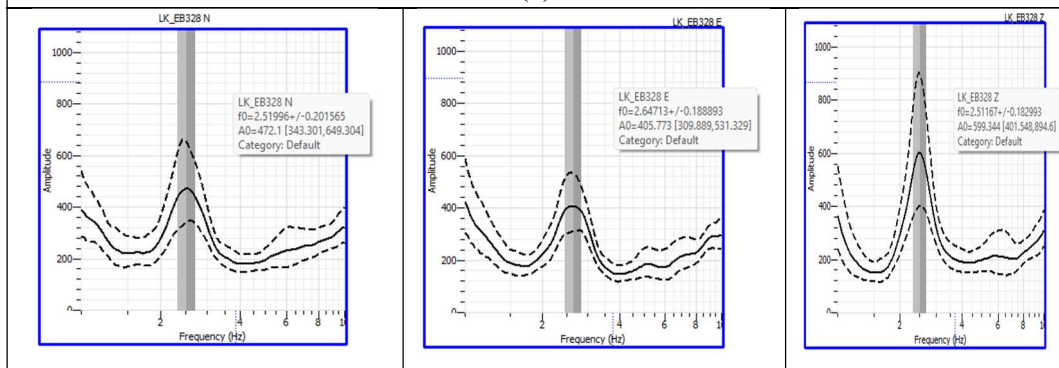 LK_EB328 N
1000
800
600
400
200
0
Amplitude
2
4
6
8
Frequency (Hz)
LK_EB328 N
f0=2.51996+/-0.201565
A0=472.1 [343.301,649.304]
Category: Default
LK_EB328 E
1000
800
600
400
200
0
Amplitude
2
4
6
8
10
Frequency (Hz)
LK_EB328 E
f0=2.64713+/-0.188893
A0=405.773 [309.889,531.329]
Category: Default
LK_EB328 Z
1000
800
600
400
200
0
Amplitude
2
4
6
8
Frequency (Hz)
LK_EB328 Z
f0=2.51167+/-0.182993
A0=599.344 [401.548,894.6]
Category: Default